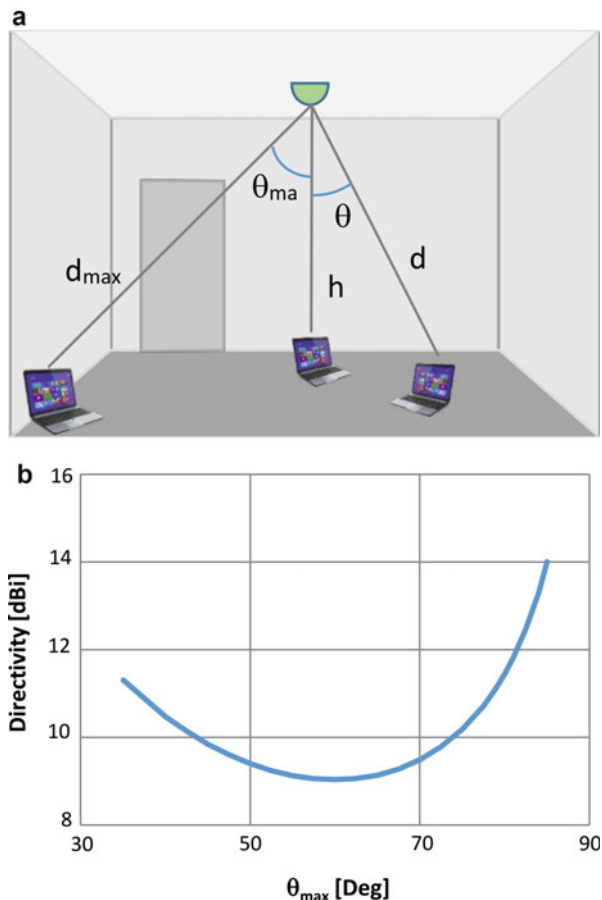 a
θma
θ
dmax
d
h
b
16
14
12
10
8
Directivity [dBi]
30 50 70 90
θmax [Deg]